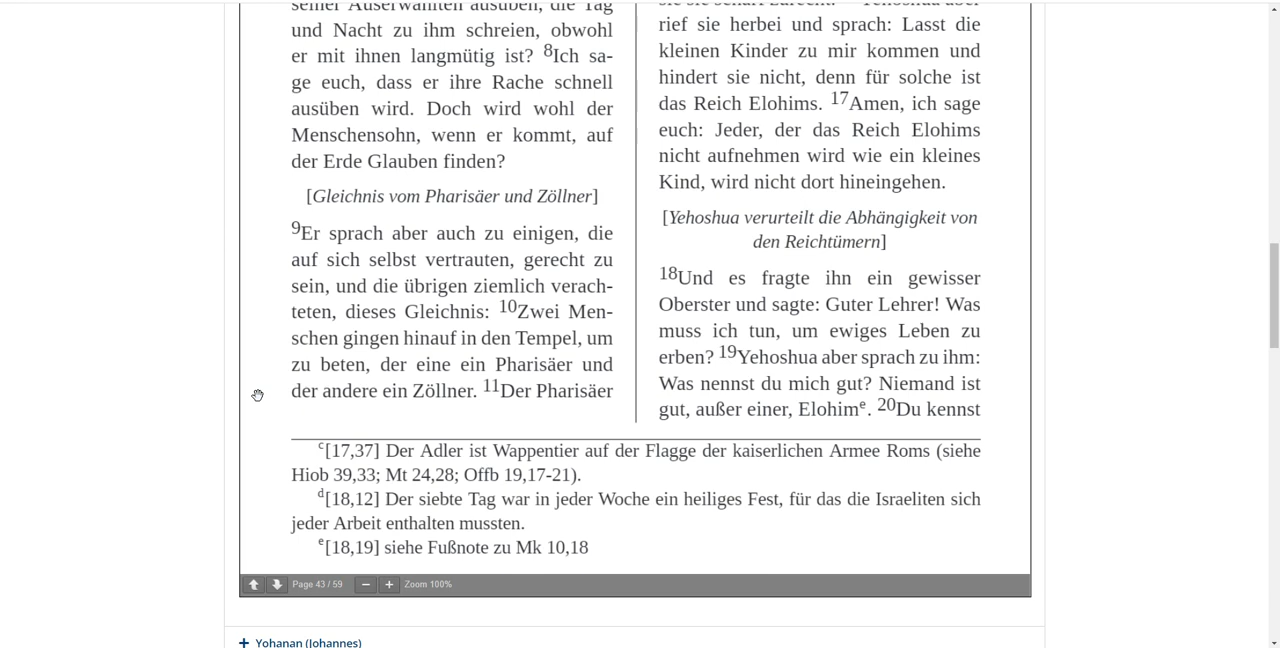 seiner Auserwählten ausüben, die Tag
und Nacht zu ihm schreien, obwohl
er mit ihnen langmütig ist? 8Ich sa-
ge euch, dass er ihre Rache schnell
ausüben wird. Doch wird wohl der
Menschensohn, wenn er kommt, auf
der Erde Glauben finden?
[Gleichnis vom Pharisäer und Zöllner]
9Er sprach aber auch zu einigen, die
auf sich selbst vertrauten, gerecht zu
sein, und die übrigen ziemlich verach-
teten, dieses Gleichnis: 10Zwei Men-
schen gingen hinauf in den Tempel, um
zu beten, der eine ein Pharisäer und
der andere ein Zöllner. 11Der Pharisäer
rief sie herbei und sprach: Lasst die
kleinen Kinder zu mir kommen und
hindert sie nicht, denn für solche ist
das Reich Elohims. 17Amen, ich sage
euch: Jeder, der das Reich Elohims
nicht aufnehmen wird wie ein kleines
Kind, wird nicht dort hineingehen.
[Yehoshua verurteilt die Abhängigkeit von
den Reichtümern]
18Und es fragte ihn ein gewisser
Oberster und sagte: Guter Lehrer! Was
muss ich tun, um ewiges Leben zu
erben? 19Yehoshua aber sprach zu ihm:
Was nennst du mich gut? Niemand ist
gut, außer einer, Elohime. 20Du kennst
c[17,37] Der Adler ist Wappentier auf der Flagge der kaiserlichen Armee Roms (siehe
Hiob 39,33; Mt 24,28; Offb 19,17-21).
d[18,12] Der siebte Tag war in jeder Woche ein heiliges Fest, für das die Israeliten sich
jeder Arbeit enthalten mussten.
e[18,19] siehe Fußnote zu Mk 10,18
Page 43 / 59
Zoom 100%
Yohanan (Johannes)